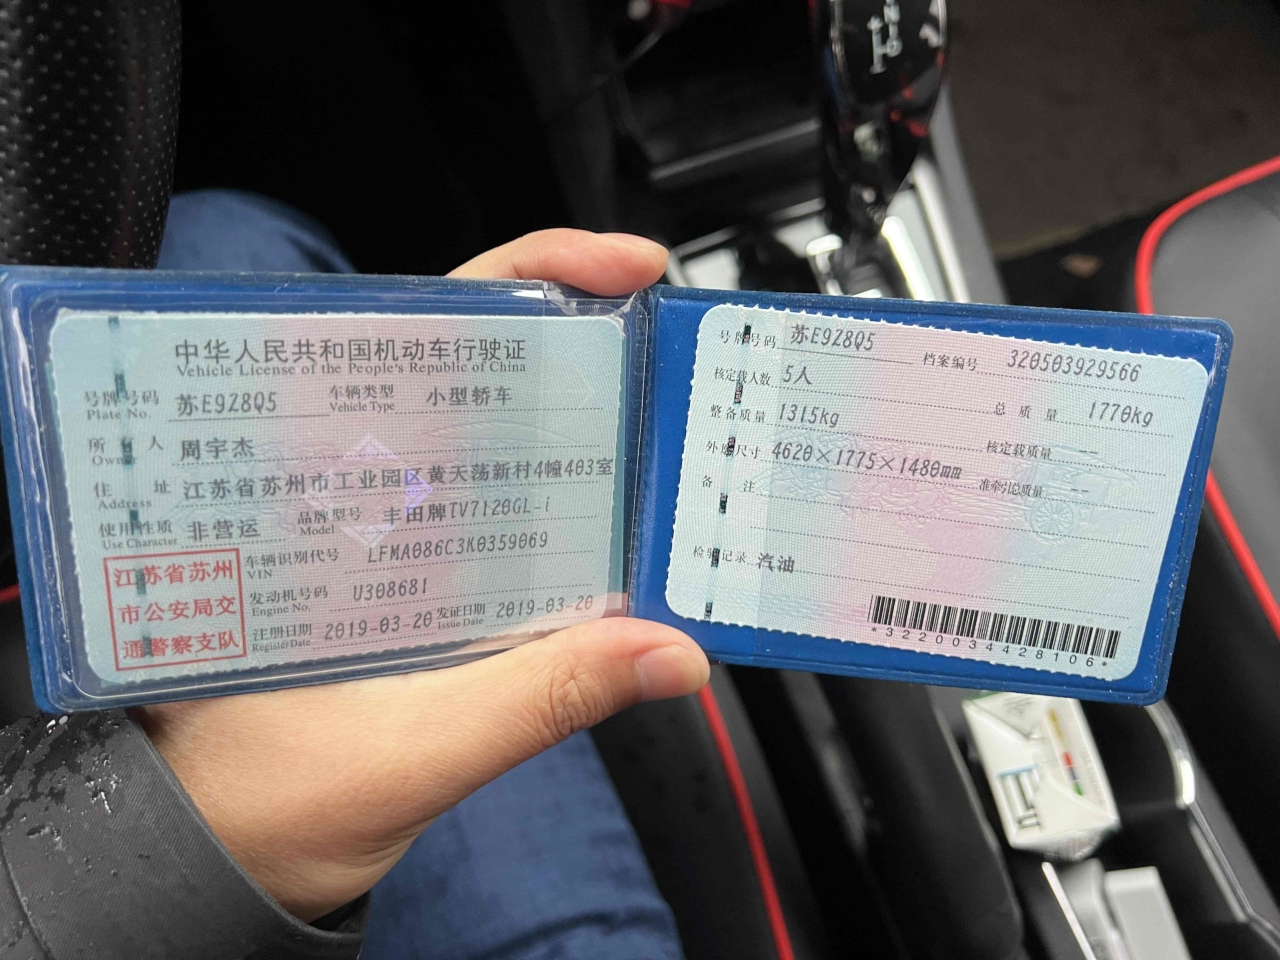 中华人民共和国机动车行驶证
Vehicle License of the People's Republic of China
号牌号码 苏E9Z8Q5 车辆类型 小型轿车
Plate No. Vehicle Type
所有人 周宇杰
Owner
住址 江苏省苏州市工业园区黄天荡新村4幢403室
Address
使用性质 非营运 品牌型号 丰田牌TV7120GL-i
Use Character Model
江苏省苏州
市公安局交
通警察支队
车辆识别代号 LFMA086C3K0359069
VIN
发动机号码 U308681
Engine No.
注册日期 2019-03-20 发证日期 2019-03-20
Register Date Issue Date
号牌号码 苏E9Z8Q5 档案编号 320503929566
核定载人数 5人 总质量 1770kg
整备质量 1315kg 核定载质量 --
外廓尺寸 4620×1775×1480mm 准牵引总质量 --
备注
检验记录 汽油
*3220034428106*
N